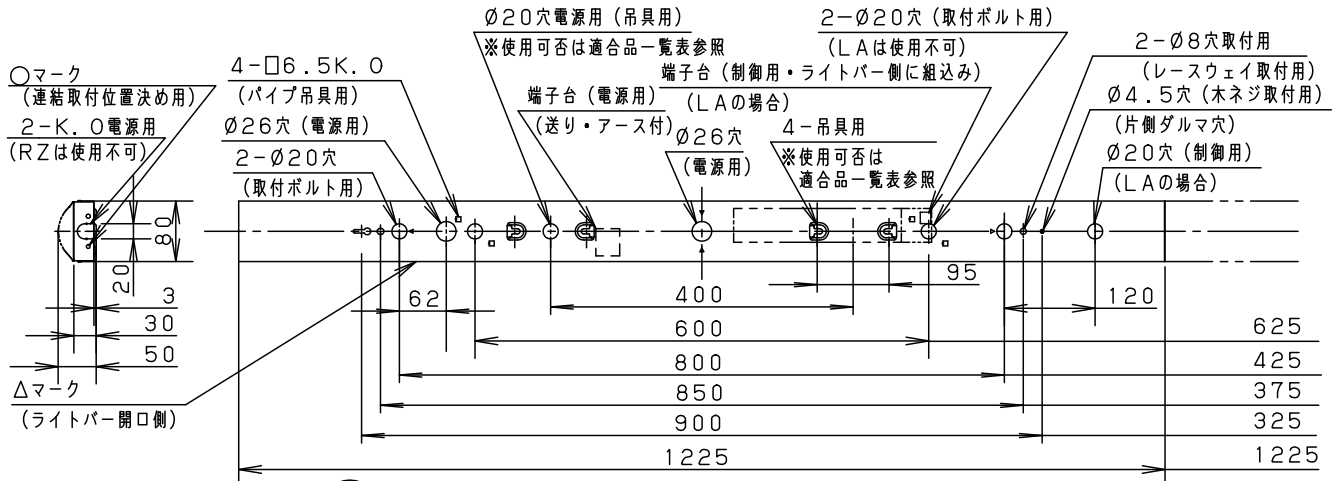 ○マーク
(連結取付位置決め用)
2-K.O電源用
(RZは使用不可)
4-□6.5K.O
(パイプ吊具用)
Ø26穴(電源用)
2-Ø20穴
(取付ボルト用)
Ø20穴電源用(吊具用)
※使用可否は適合品一覧表参照
端子台(電源用)
(送り・アース付)
2-Ø20穴(取付ボルト用)
(LAは使用不可)
端子台(制御用・ライトバー側に組込み)
(LAの場合)
Ø26穴
(電源用)
4-吊具用
※使用可否は
適合品一覧表参照
2-Ø8穴取付用
(レースウェイ取付用)
Ø4.5穴(木ネジ取付用)
(片側ダルマ穴)
Ø20穴(制御用)
(LAの場合)
80
20
3
30
50
△マーク
(ライトバー開口側)
62
400
95
120
600
625
800
425
850
375
900
325
1225
1225